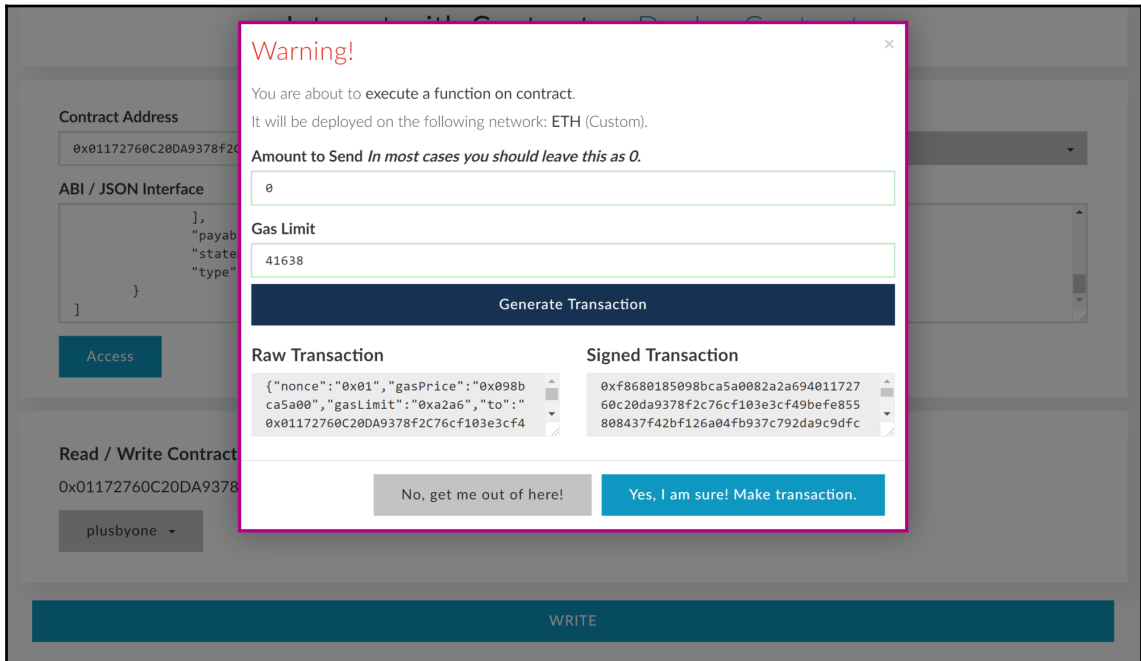 Warning!
×
You are about to execute a function on contract.
It will be deployed on the following network: ETH (Custom).
Amount to Send In most cases you should leave this as 0.
0
Gas Limit
41638
Generate Transaction
Raw Transaction
Signed Transaction
{"nonce":"0x01","gasPrice":"0x098b
ca5a00","gasLimit":"0xa2a6","to":"
0x01172760C20DA9378f2C76cf103e3cf4
0xf8680185098bca5a0082a2a694011727
60c20da9378f2c76cf103e3cf49befe855
808437f42bf126a04fb937c792da9c9dfc
No, get me out of here!
Yes, I am sure! Make transaction.
Contract Address
0x01172760C20DA9378f2C
ABI / JSON Interface
],
"payab
"state
"type"
}
]
Access
Read / Write Contract
0x01172760C20DA9378
plusbyone
WRITE